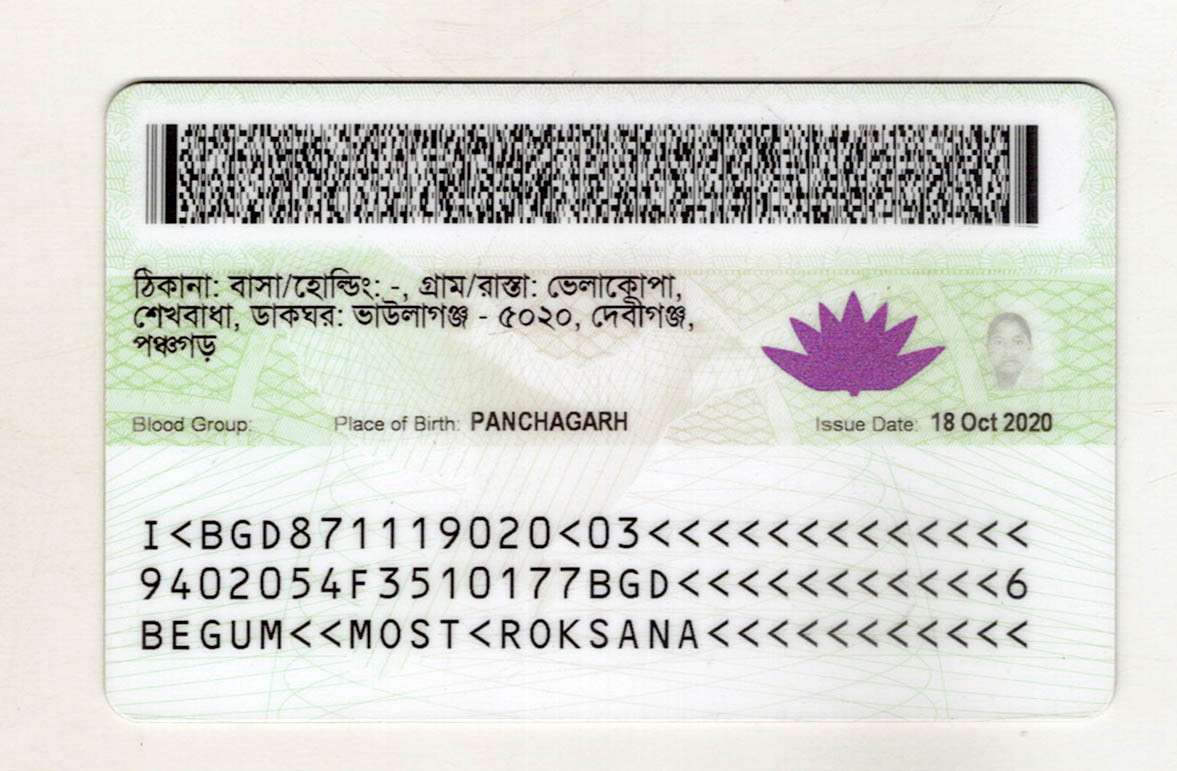 ঠিকানা: বাসা/হোল্ডিং: -, গ্রাম/রাস্তা: ভেলাকোপা,
শেখবাধা, ডাকঘর: ভাউলাগঞ্জ - ৫০২০, দেবীগঞ্জ,
পঞ্চগড়
Blood Group: Place of Birth: PANCHAGARH Issue Date: 18 Oct 2020
I<BGD871119020<03<<<<<<<<<<<<<
9402054F3510177BGD<<<<<<<<<<<6
BEGUM<<MOST<ROKSANA<<<<<<<<<<<